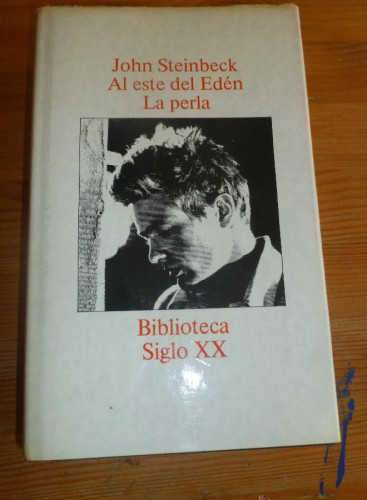 John Steinbeck
Al este del Edén
La perla
Biblioteca
Siglo XX